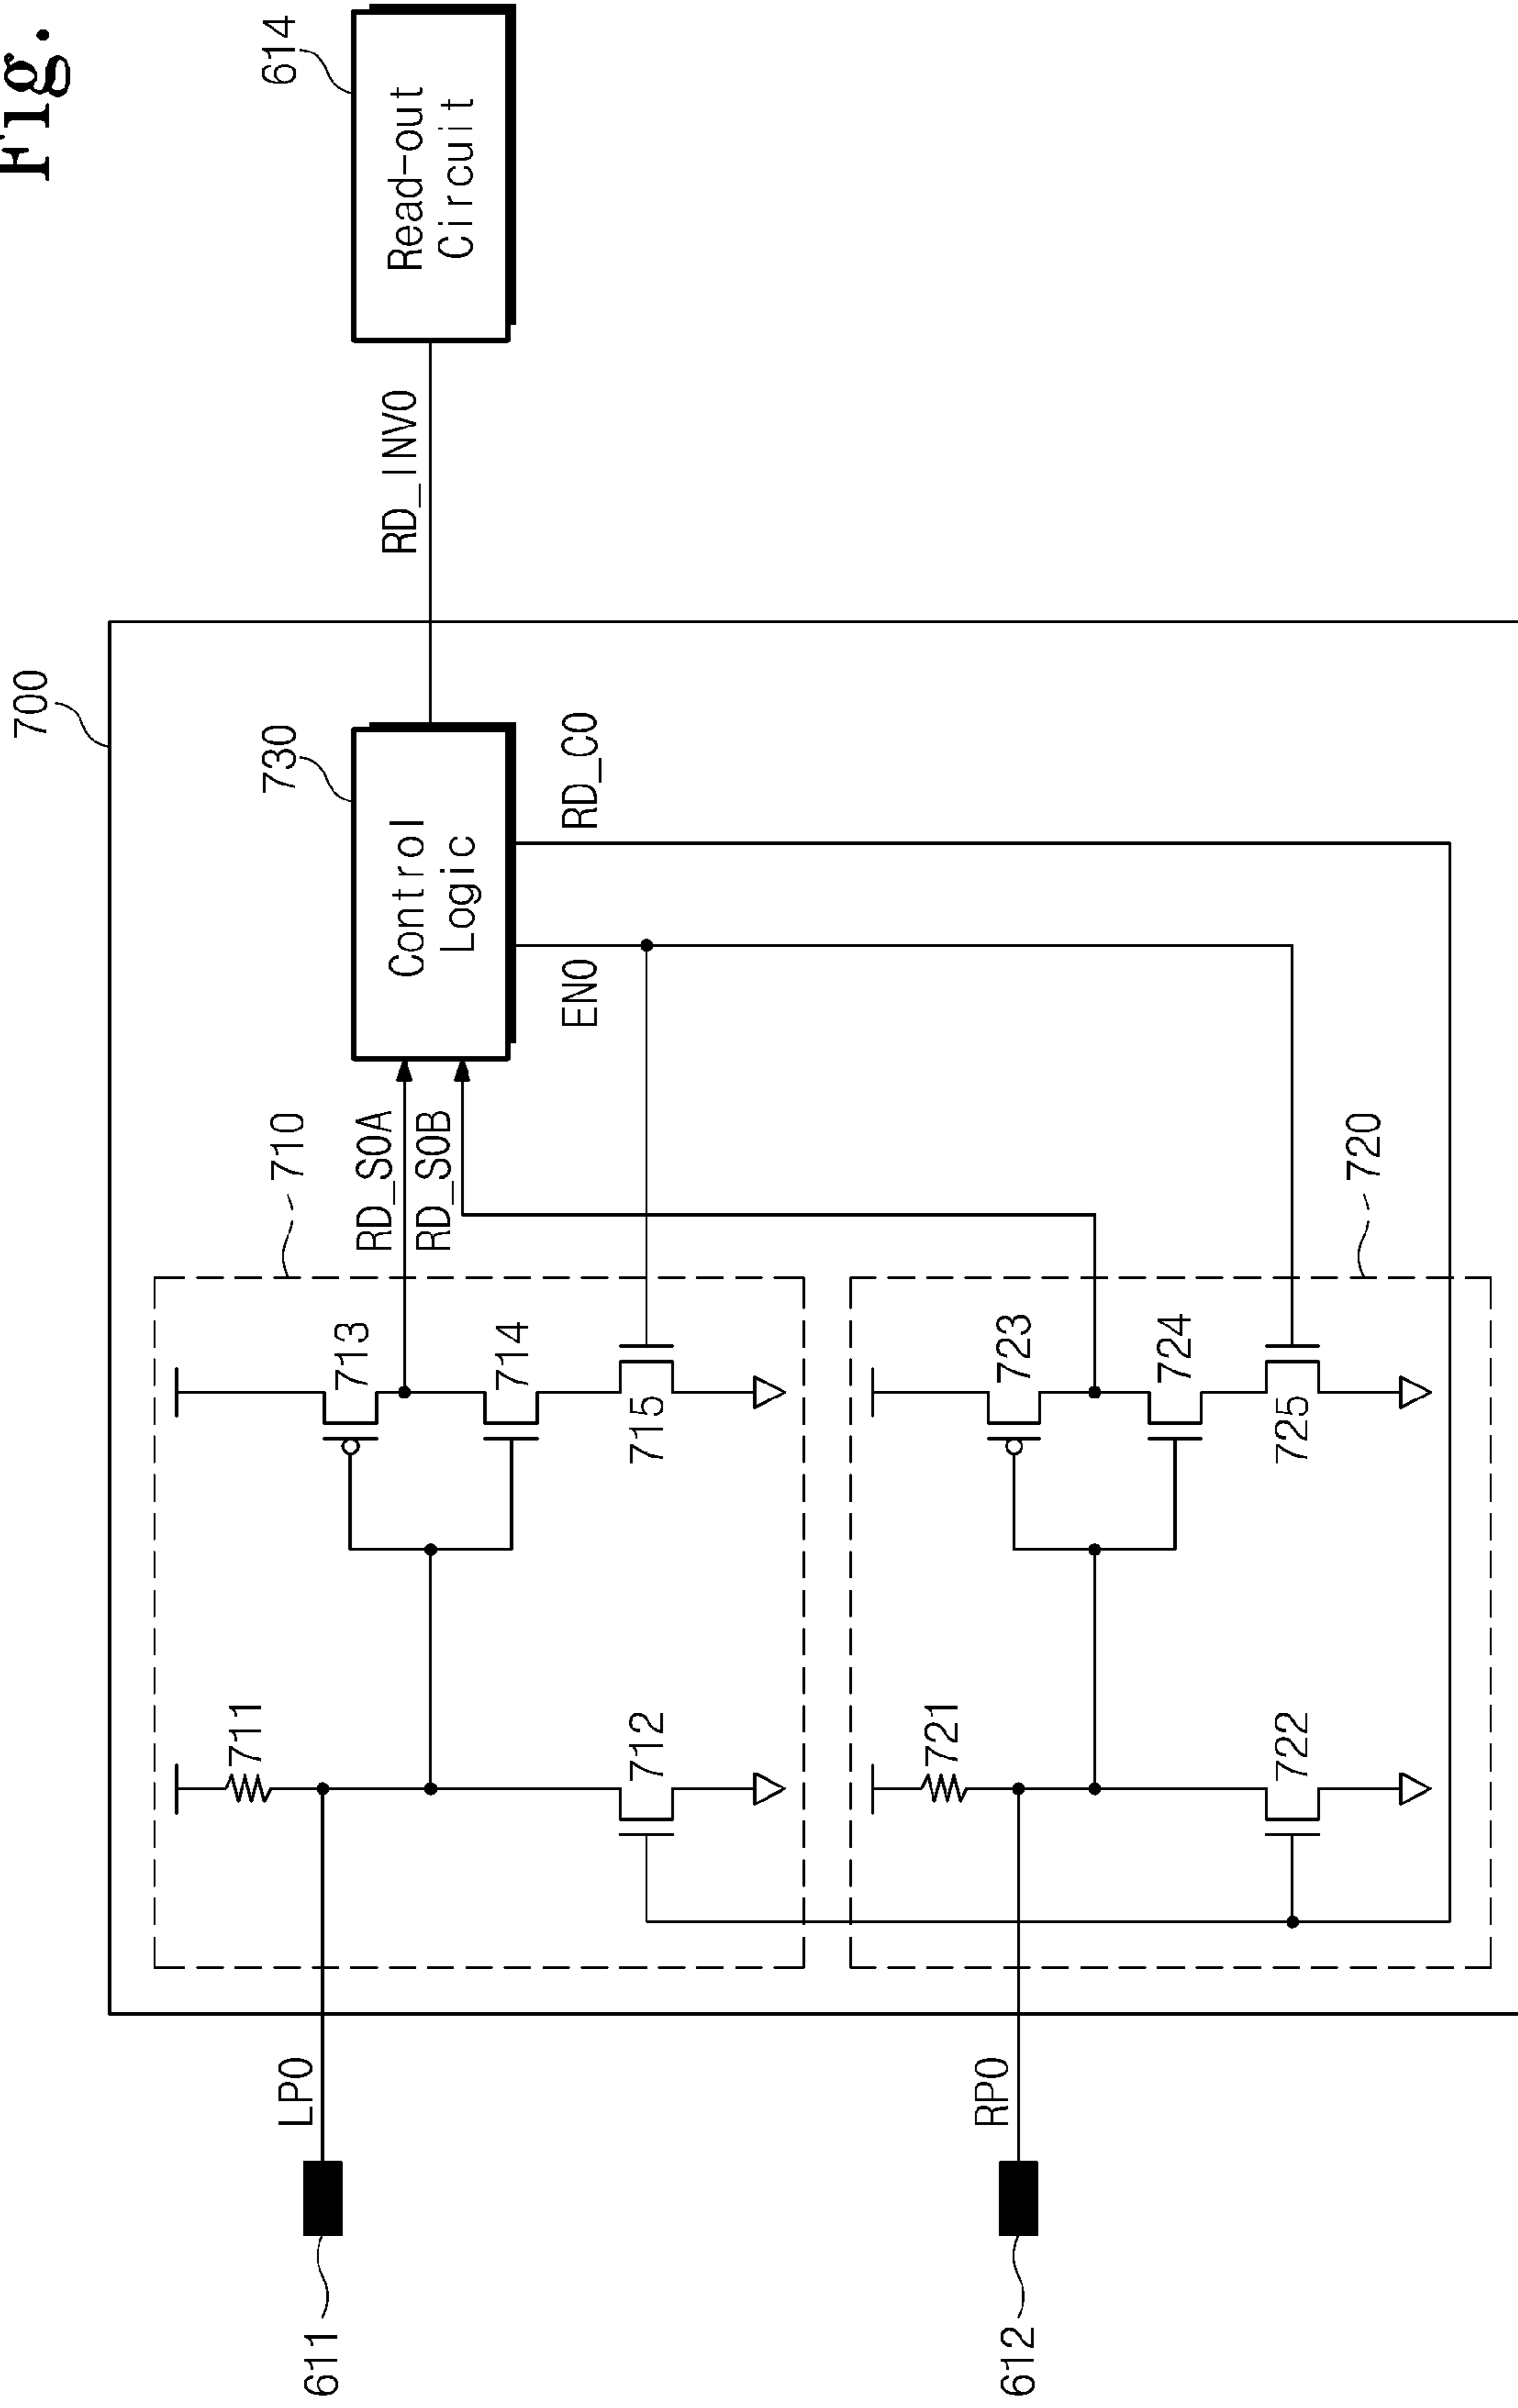 Fig.
700
611
LP0
711
712
713
714
715
710
RD_S0A
RD_S0B
730
Control
Logic
EN0
RD_C0
RD_INV0
614
Read-out
Circuit
612
RP0
721
722
723
724
725
720